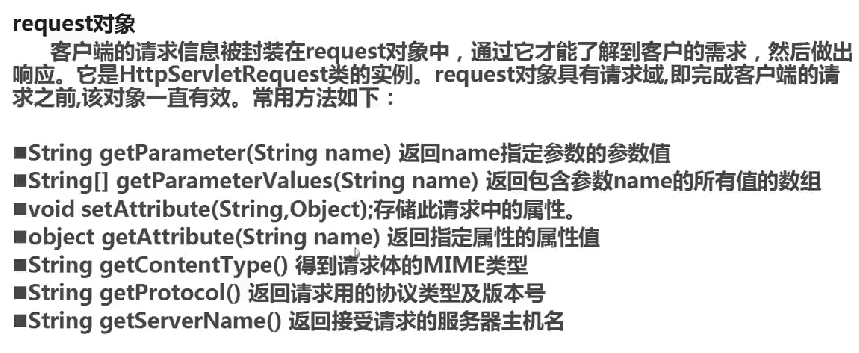 request对象
客户端的请求信息被封装在request对象中，通过它才能了解到客户的需求，然后做出
响应。它是HttpServletRequest类的实例。request对象具有请求域,即完成客户端的请
求之前,该对象一直有效。常用方法如下：
■String getParameter(String name) 返回name指定参数的参数值
■String[] getParameterValues(String name) 返回包含参数name的所有值的数组
■void setAttribute(String,Object);存储此请求中的属性。
■object getAttribute(String name) 返回指定属性的属性值
■String getContentType() 得到请求体的MIME类型
■String getProtocol() 返回请求用的协议类型及版本号
■String getServerName() 返回接受请求的服务器主机名